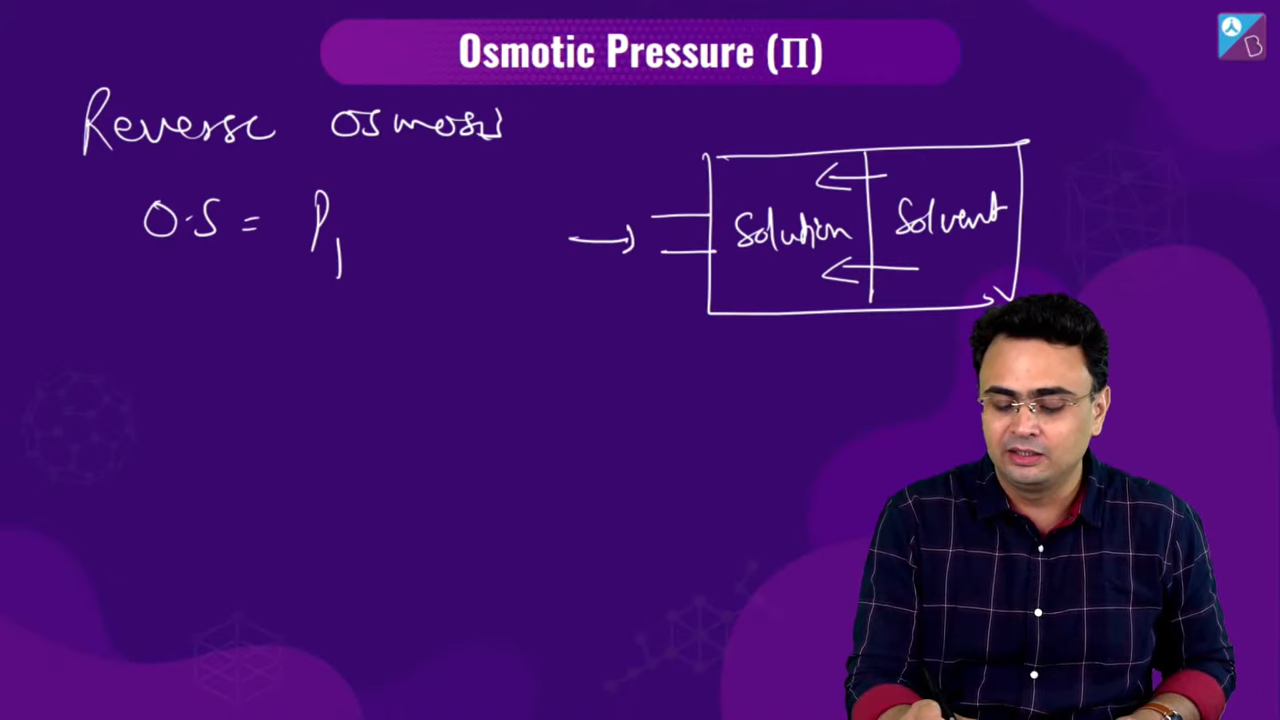 Osmotic Pressure (Π)
Reverse osmosis
O.S = P1
Solution
Solvent
B